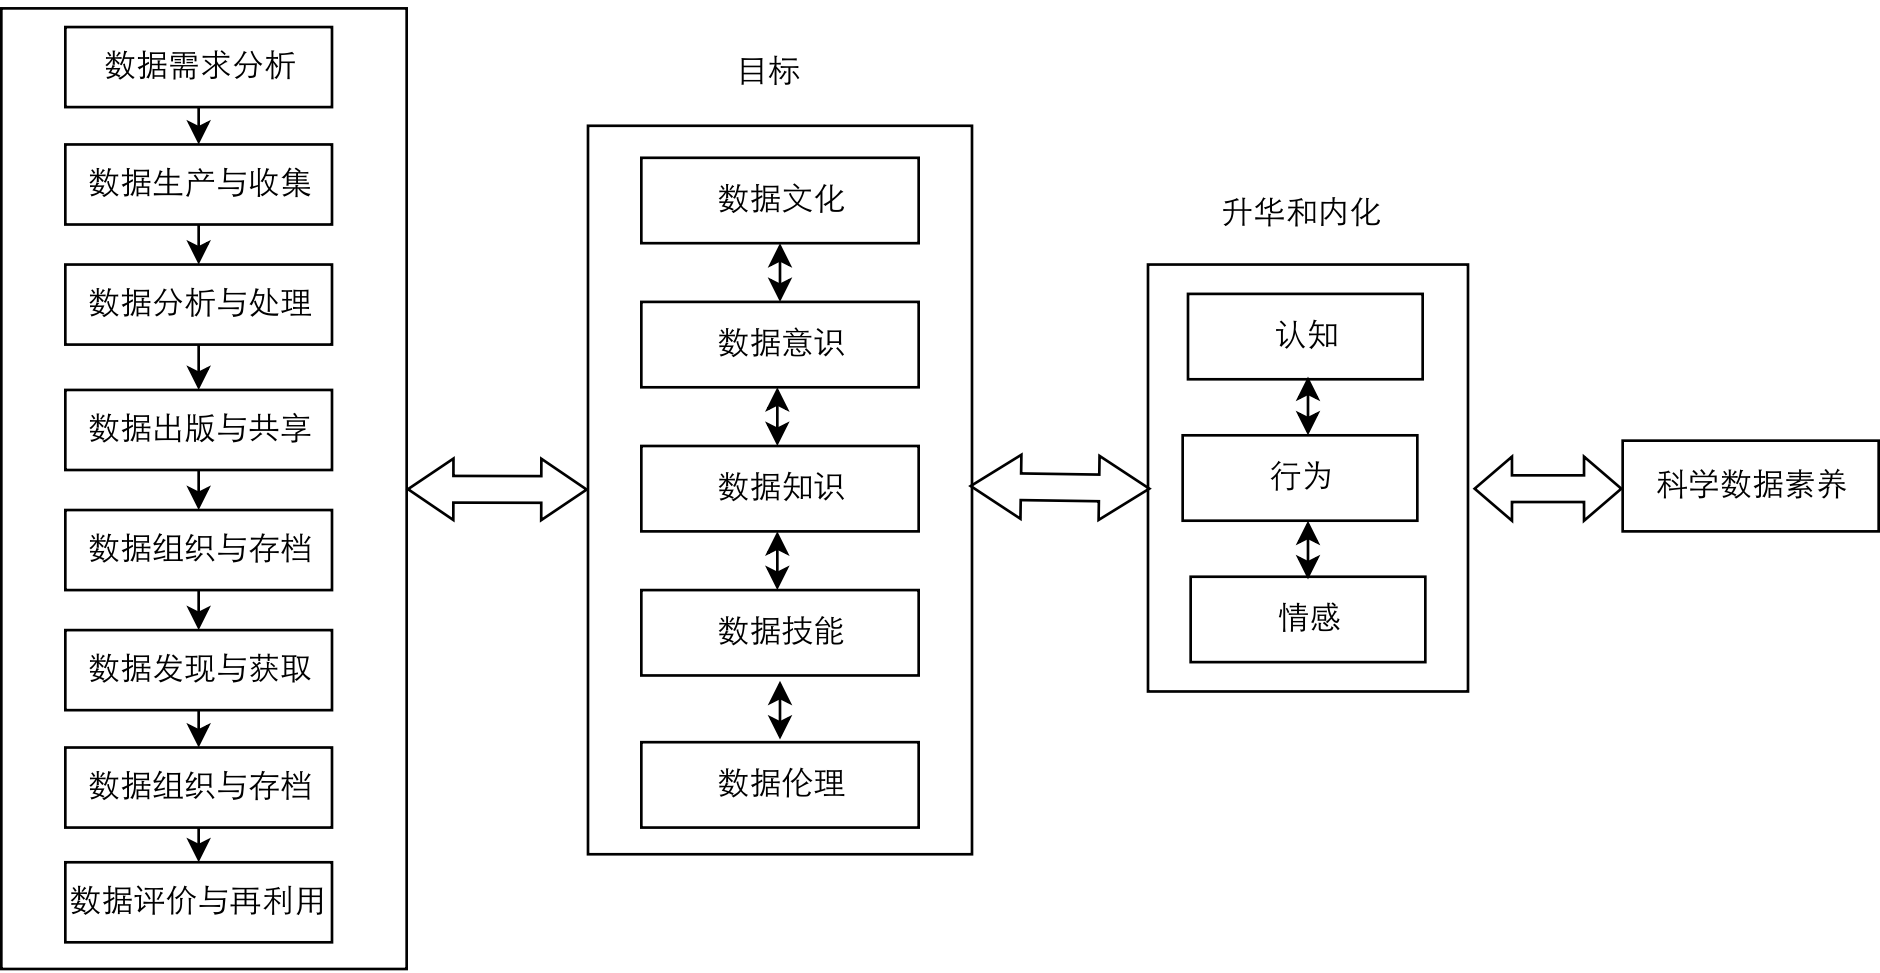 数据需求分析
数据生产与收集
数据分析与处理
数据出版与共享
数据组织与存档
数据发现与获取
数据组织与存档
数据评价与再利用
目标
数据文化
数据意识
数据知识
数据技能
数据伦理
升华和内化
认知
行为
情感
科学数据素养